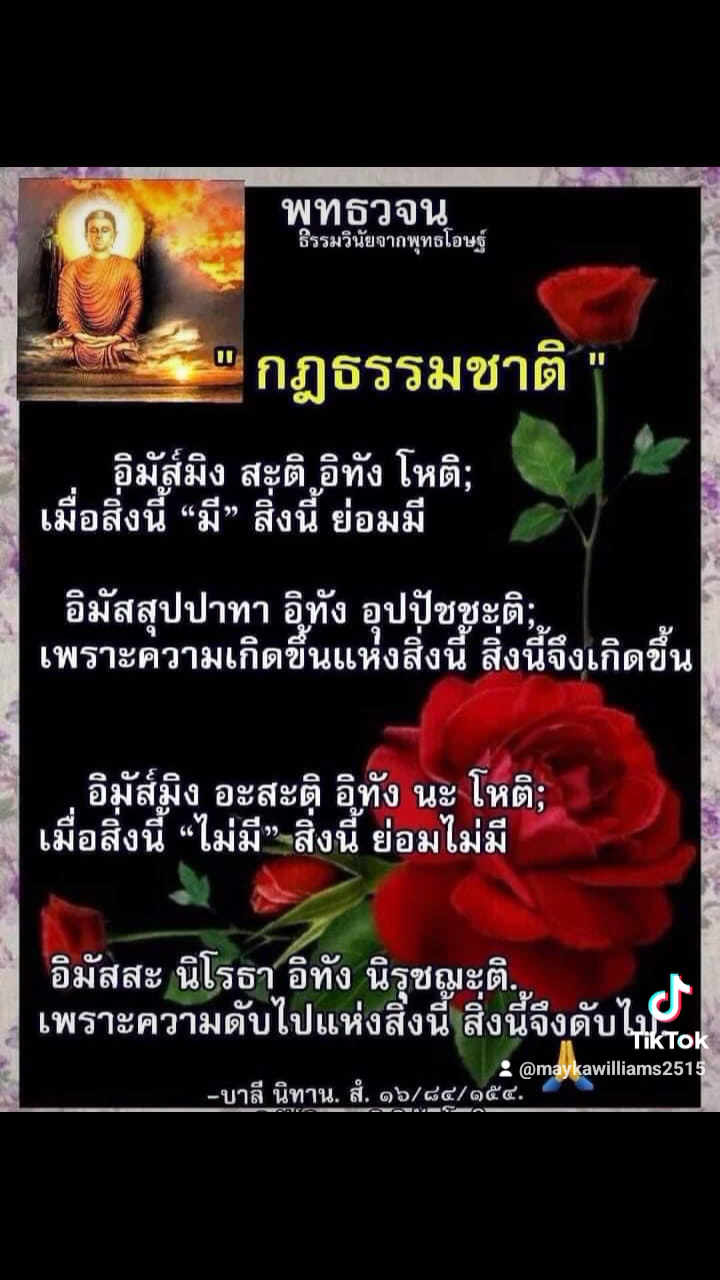 พุทธวจน
ธรรมวินัยจากพุทธโอษฐ์
" กฎธรรมชาติ "
อิมัส์มิง สะติ อิทัง โหติ;
เมื่อสิ่งนี้ “มี” สิ่งนี้ ย่อมมี
อิมัสสุปปาทา อิทัง อุปปัชชะติ;
เพราะความเกิดขึ้นแห่งสิ่งนี้ สิ่งนี้จึงเกิดขึ้น
อิมัส์มิง อะสะติ อิทัง นะ โหติ;
เมื่อสิ่งนี้ “ไม่มี” สิ่งนี้ ย่อมไม่มี
อิมัสสะ นิโรธา อิทัง นิรุชฌะติ.
เพราะความดับไปแห่งสิ่งนี้ สิ่งนี้จึงดับไป
TikTok
@maykawilliams2515
-บาลี นิทาน. สํ. ๑๖/๘๔/๑๕๔.